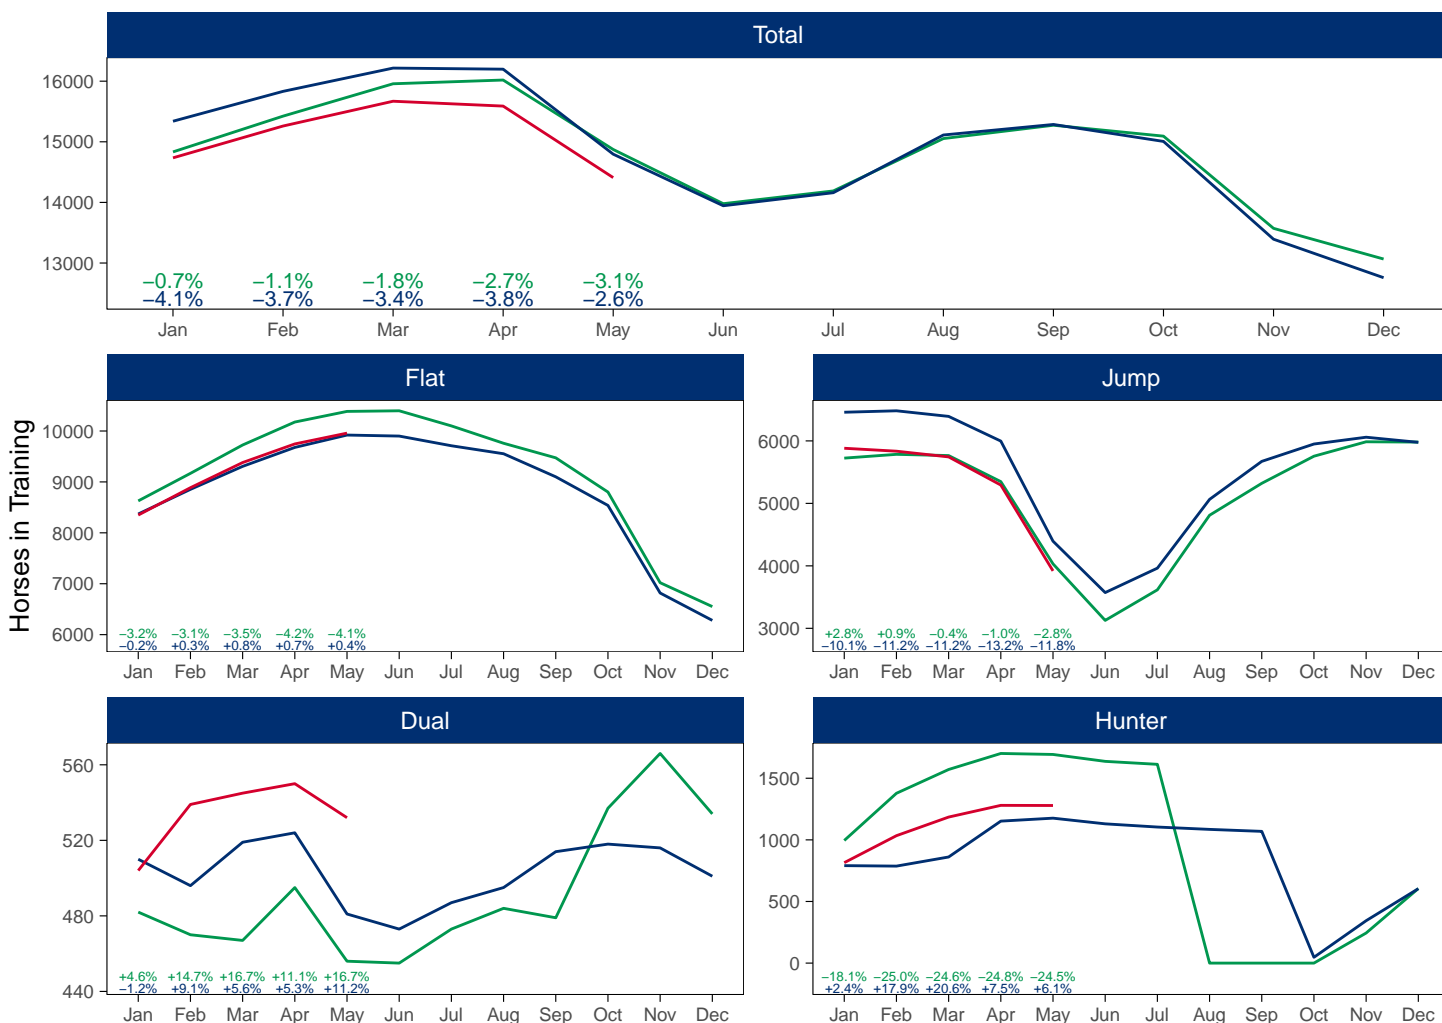 Total
16000
15000
14000
13000
−0.7% −1.1% −1.8% −2.7% −3.1%
−4.1% −3.7% −3.4% −3.8% −2.6%
Jan Feb Mar Apr May Jun Jul Aug Sep Oct Nov Dec
Horses in Training
Flat
10000
9000
8000
7000
6000
−3.2% −3.1% −3.5% −4.2% −4.1%
−0.2% +0.3% +0.8% +0.7% +0.4%
Jan Feb Mar Apr May Jun Jul Aug Sep Oct Nov Dec
Jump
6000
5000
4000
3000
+2.8% +0.9% −0.4% −1.0% −2.8%
−10.1% −11.2% −11.2% −13.2% −11.8%
Jan Feb Mar Apr May Jun Jul Aug Sep Oct Nov Dec
Dual
560
520
480
440
+4.6% +14.7% +16.7% +11.1% +16.7%
−1.2% +9.1% +5.6% +5.3% +11.2%
Jan Feb Mar Apr May Jun Jul Aug Sep Oct Nov Dec
Hunter
1500
1000
500
0
−18.1% −25.0% −24.6% −24.8% −24.5%
+2.4% +17.9% +20.6% +7.5% +6.1%
Jan Feb Mar Apr May Jun Jul Aug Sep Oct Nov Dec